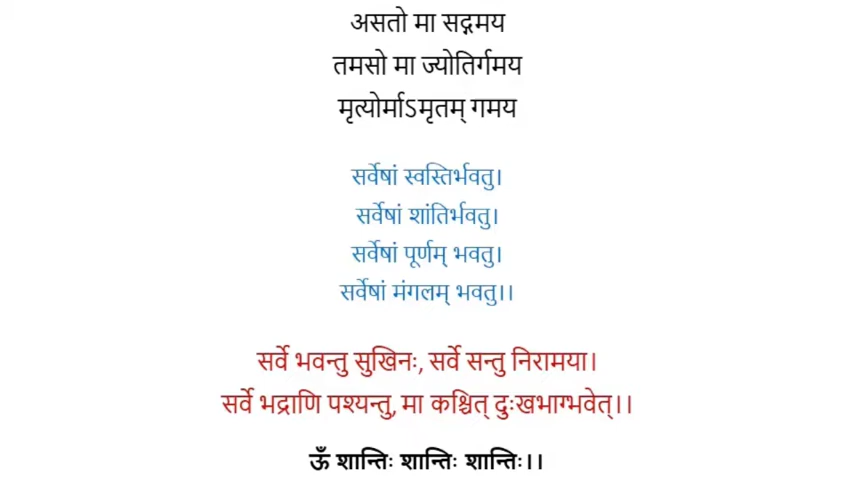 असतो मा सद्गमय
तमसो मा ज्योतिर्गमय
मृत्योर्माऽमृतम् गमय
सर्वेषां स्वस्तिर्भवतु।
सर्वेषां शांतिर्भवतु।
सर्वेषां पूर्णम् भवतु।
सर्वेषां मंगलम् भवतु।।
सर्वे भवन्तु सुखिनः, सर्वे सन्तु निरामया।
सर्वे भद्राणि पश्यन्तु, मा कश्चित् दुःखभाग्भवेत्।।
ऊँ शान्तिः शान्तिः शान्तिः।।